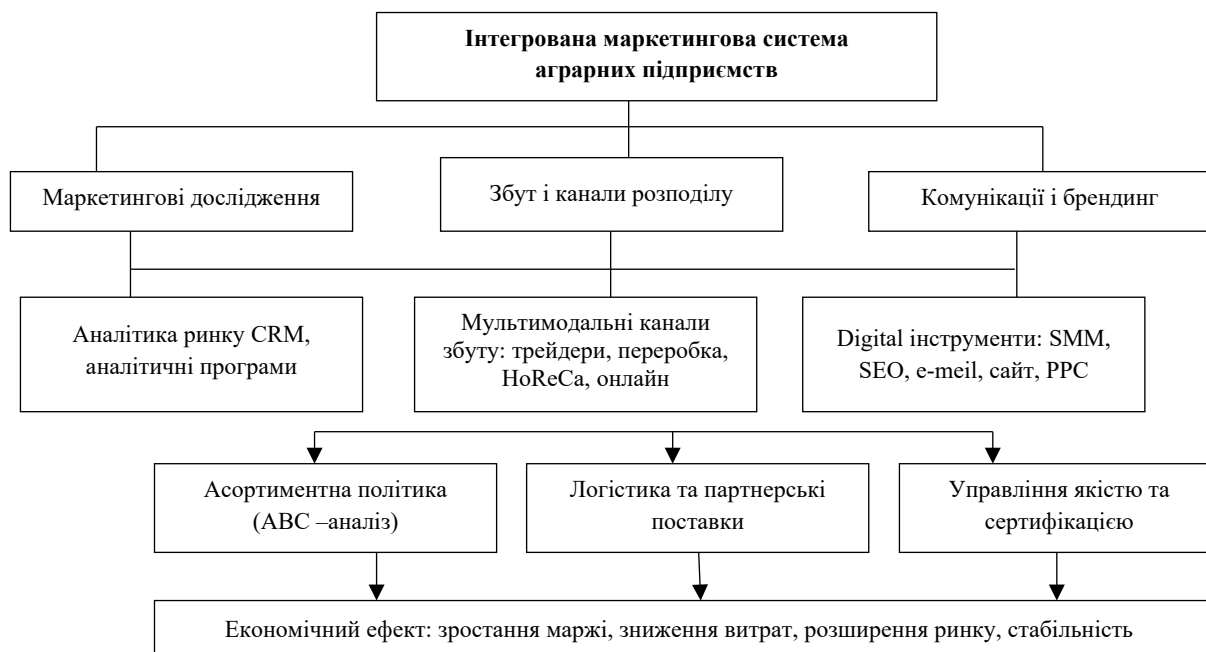 Інтегрована маркетингова система
аграрних підприємств
Маркетингові дослідження
Збут і канали розподілу
Комунікації і брендинг
Аналітика ринку CRM,
аналітичні програми
Мультимодальні канали
збуту: трейдери, переробка,
HoReCa, онлайн
Digital інструменти: SMM,
SEO, e-meil, сайт, PPC
Асортиментна політика
(ABC –аналіз)
Логістика та партнерські
поставки
Управління якістю та
сертифікацією
Економічний ефект: зростання маржі, зниження витрат, розширення ринку, стабільність